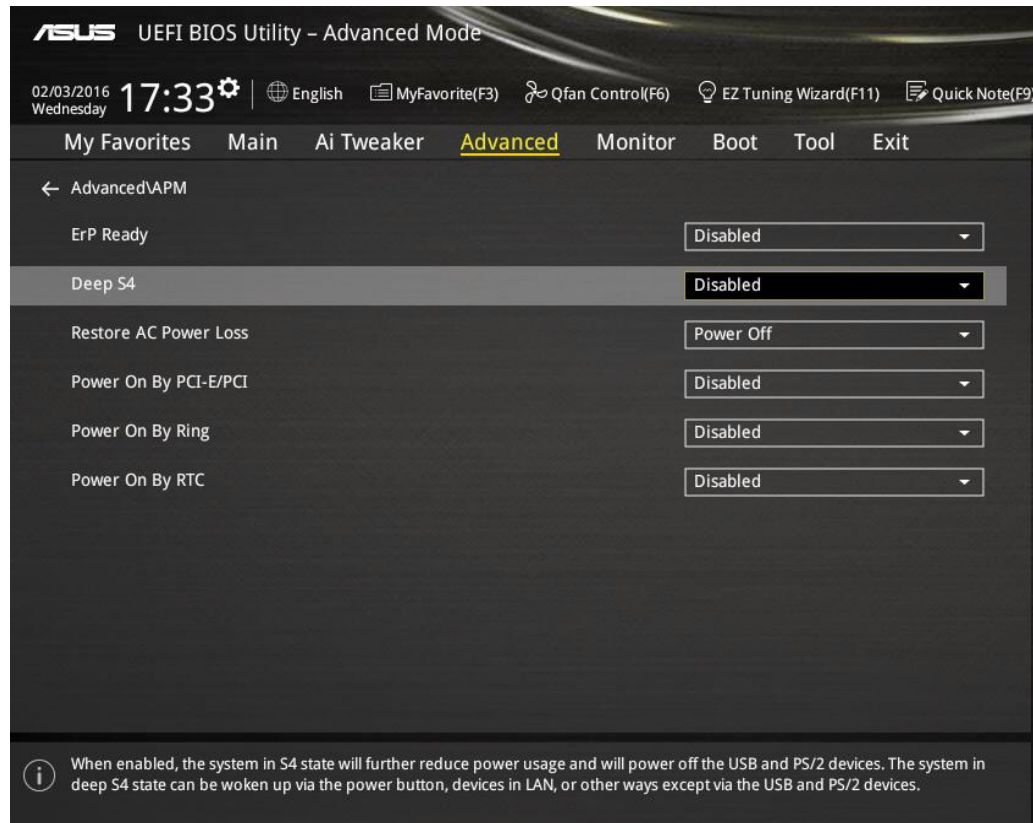 ASUS UEFI BIOS Utility – Advanced Mode
02/03/2016 Wednesday 17:33 English MyFavorite(F3) Qfan Control(F6) EZ Tuning Wizard(F11) Quick Note(F9
My Favorites Main Ai Tweaker Advanced Monitor Boot Tool Exit
← Advanced\APM
ErP Ready Disabled
Deep S4 Disabled
Restore AC Power Loss Power Off
Power On By PCI-E/PCI Disabled
Power On By Ring Disabled
Power On By RTC Disabled
When enabled, the system in S4 state will further reduce power usage and will power off the USB and PS/2 devices. The system in
deep S4 state can be woken up via the power button, devices in LAN, or other ways except via the USB and PS/2 devices.